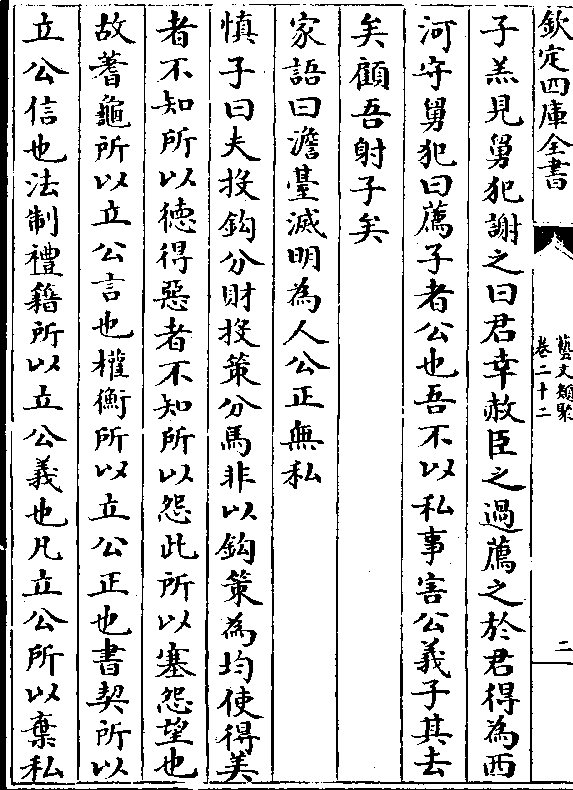 欽定四庫全書
藝文類聚
卷二十二
二
子羔見舅犯謝之曰君幸赦臣之過薦之於君得為西
河守舅犯曰薦子者公也吾不以私事害公義子其去
矣顧吾射子矣
家語曰澹臺滅明為人公正無私
慎子曰夫投鈎分財投策分馬非以鈎策為均使得美
者不知所以德得惡者不知所以怨此所以塞怨望也
故蓍龜所以立公言也權衡所以立公正也書契所以
立公信也法制禮籍所以立公義也凡立公所以棄私